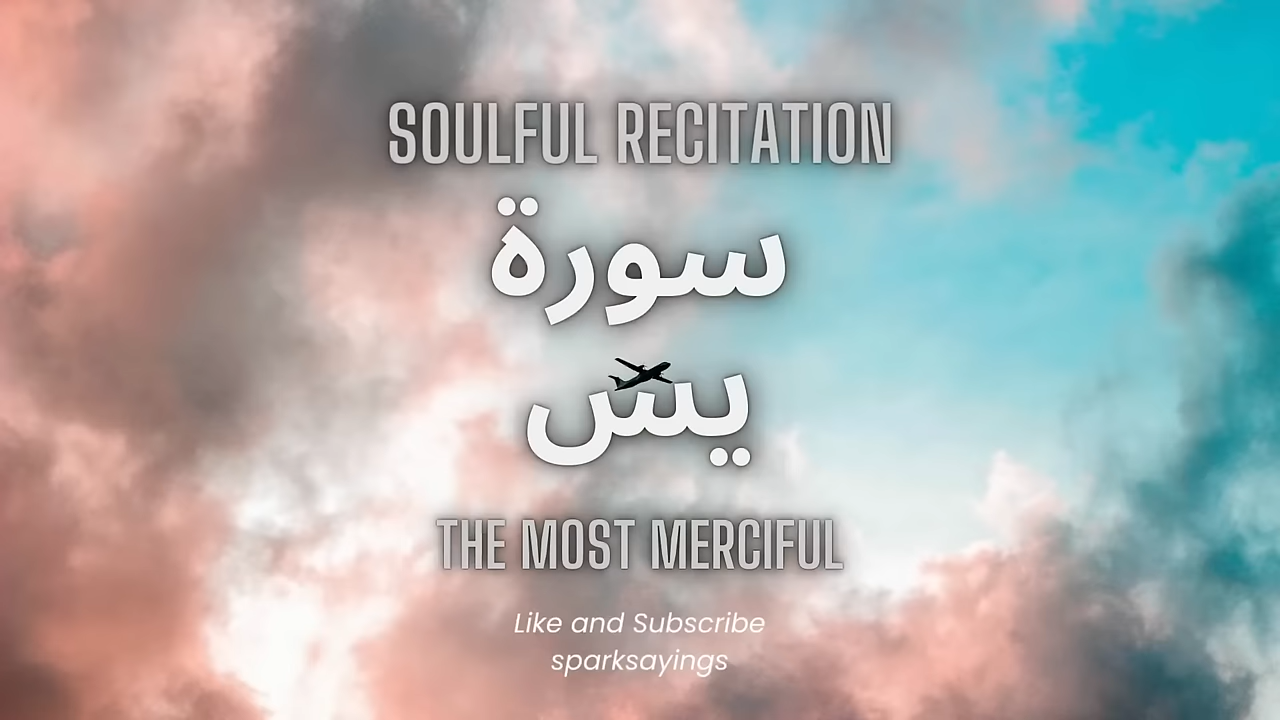 SOULFUL RECITATION
سورة
يس
THE MOST MERCIFUL
Like and Subscribe
sparksayings